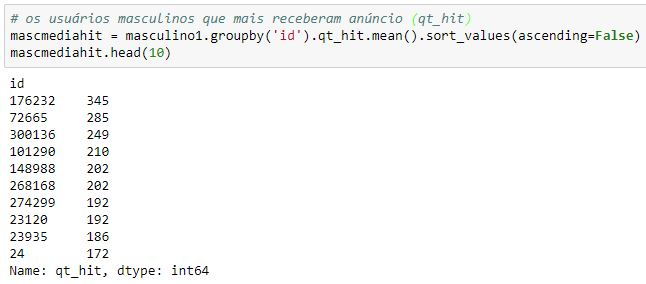 # os usuários masculinos que mais receberam anúncio (qt_hit)
mascmediahit = masculino1.groupby('id').qt_hit.mean().sort_values(ascending=False)
mascmediahit.head(10)
id
176232    345
72665     285
300136    249
101290    210
148988    202
268168    202
274299    192
23120     192
23935     186
24        172
Name: qt_hit, dtype: int64